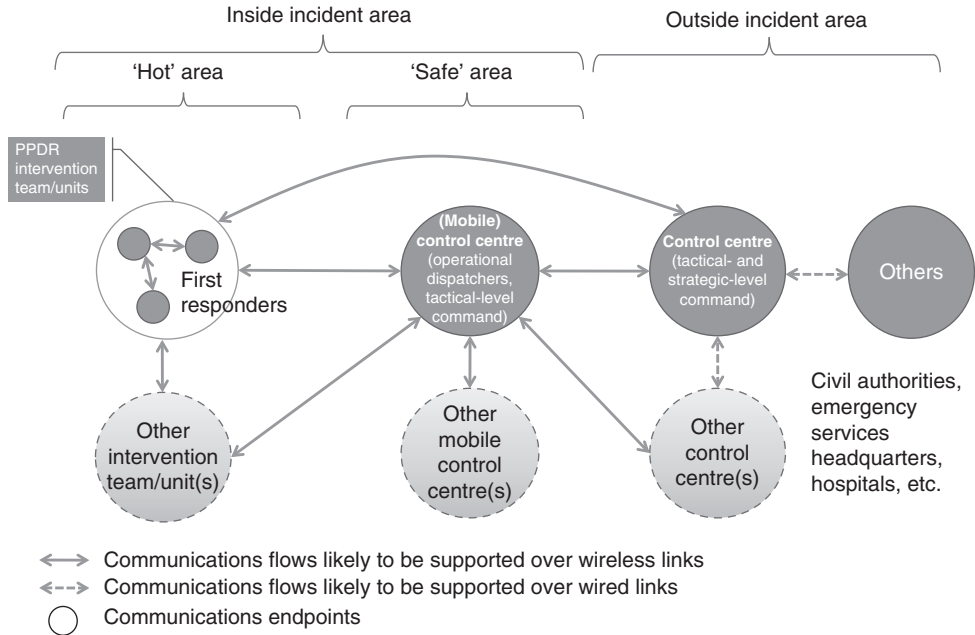 Inside incident area
Outside incident area
'Hot' area
'Safe' area
PPDR
intervention
team/units
First
responders
(Mobile)
control centre
(operational
dispatchers,
tactical-level
command)
Control centre
(tactical- and
strategic-level
command)
Others
Other
intervention
team/unit(s)
Other
mobile
control
centre(s)
Other
control
centre(s)
Civil authorities,
emergency
services
headquarters,
hospitals, etc.
Communications flows likely to be supported over wireless links
Communications flows likely to be supported over wired links
Communications endpoints